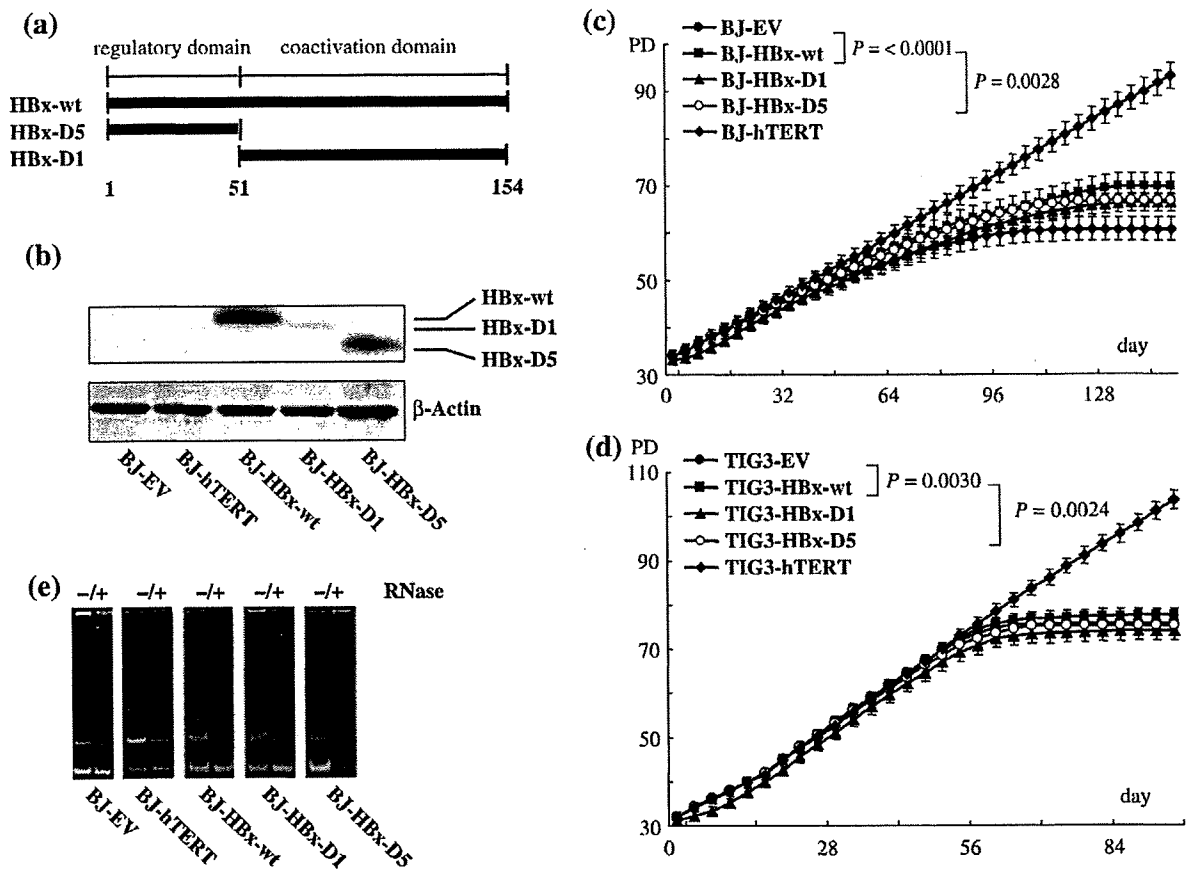 (a)
regulatory domain coactivation domain
HBx-wt
HBx-D5
HBx-D1
1 51 154
(b)
HBx-wt
HBx-D1
HBx-D5
β-Actin
BJ-EV
BJ-hTERT
BJ-HBx-wt
BJ-HBx-D1
BJ-HBx-D5
(e)
–/+ –/+ –/+ –/+ –/+ RNase
BJ-EV
BJ-hTERT
BJ-HBx-wt
BJ-HBx-D1
BJ-HBx-D5
(c)
PD
BJ-EV
BJ-HBx-wt
BJ-HBx-D1
BJ-HBx-D5
BJ-hTERT
P = < 0.0001
P = 0.0028
90
70
50
30
0 32 64 96 128
day
(d)
PD
TIG3-EV
TIG3-HBx-wt
TIG3-HBx-D1
TIG3-HBx-D5
TIG3-hTERT
P = 0.0030
P = 0.0024
110
90
70
50
30
0 28 56 84
day